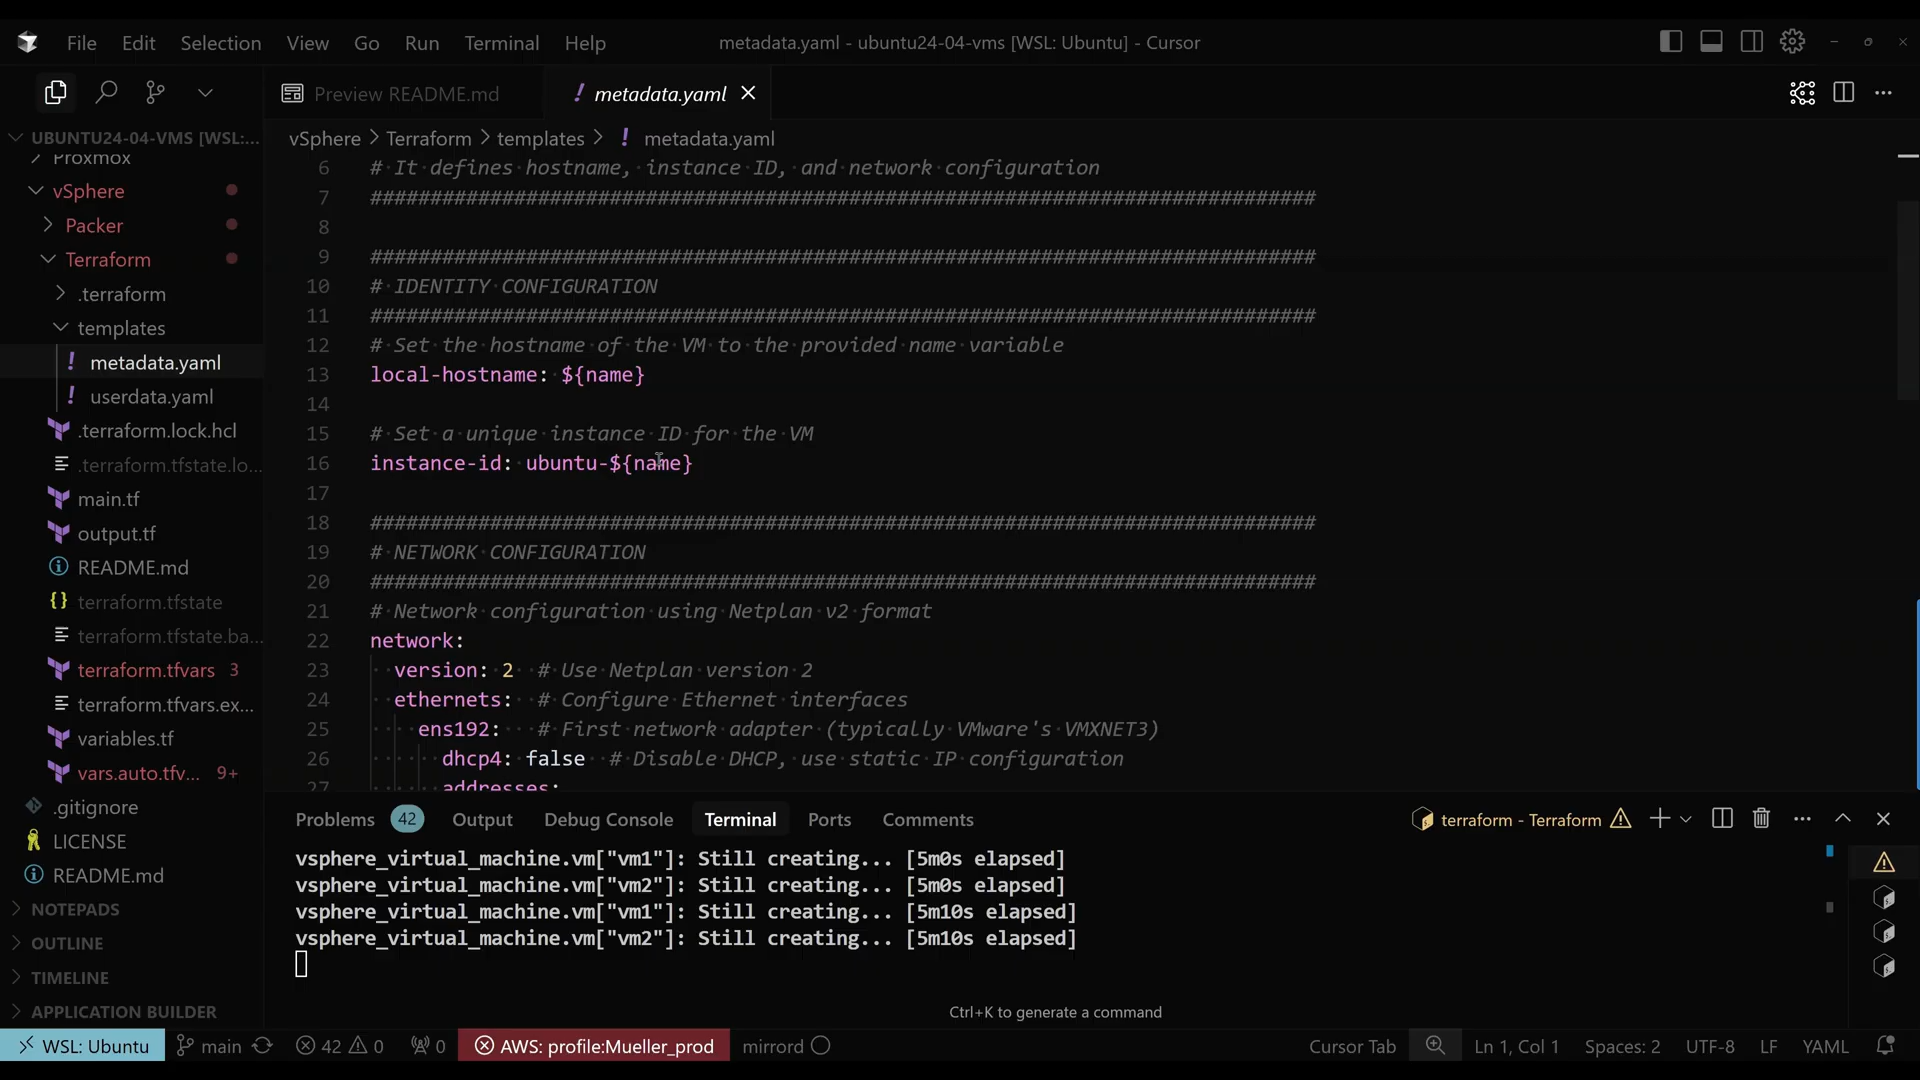 File Edit Selection View Go Run Terminal Help
metadata.yaml - ubuntu24-04-vms [WSL: Ubuntu] - Cursor
Preview README.md
! metadata.yaml
UBUNTU24-04-VMS [WSL:...
Proxmox
vSphere
Packer
Terraform
.terraform
templates
! metadata.yaml
! userdata.yaml
.terraform.lock.hcl
.terraform.tfstate.lo...
main.tf
output.tf
README.md
{} terraform.tfstate
terraform.tfstate.ba...
terraform.tfvars 3
terraform.tfvars.ex...
variables.tf
vars.auto.tfv... 9+
.gitignore
LICENSE
README.md
NOTEPADS
OUTLINE
TIMELINE
APPLICATION BUILDER
vSphere > Terraform > templates > ! metadata.yaml
6 # It defines hostname, instance ID, and network configuration
7 ###############################################################################
8
9 ###############################################################################
10 # IDENTITY CONFIGURATION
11 ###############################################################################
12 # Set the hostname of the VM to the provided name variable
13 local-hostname: ${name}
14
15 # Set a unique instance ID for the VM
16 instance-id: ubuntu-${name}
17
18 ###############################################################################
19 # NETWORK CONFIGURATION
20 ###############################################################################
21 # Network configuration using Netplan v2 format
22 network:
23 version: 2 # Use Netplan version 2
24 ethernets: # Configure Ethernet interfaces
25 ens192: # First network adapter (typically VMware's VMXNET3)
26 dhcp4: false # Disable DHCP, use static IP configuration
27 addresses:
Problems 42 Output Debug Console Terminal Ports Comments
terraform - Terraform
vsphere_virtual_machine.vm["vm1"]: Still creating... [5m0s elapsed]
vsphere_virtual_machine.vm["vm2"]: Still creating... [5m0s elapsed]
vsphere_virtual_machine.vm["vm1"]: Still creating... [5m10s elapsed]
vsphere_virtual_machine.vm["vm2"]: Still creating... [5m10s elapsed]
Ctrl+K to generate a command
WSL: Ubuntu main 42 0 0 AWS: profile:Mueller_prod mirrord Cursor Tab Ln 1, Col 1 Spaces: 2 UTF-8 LF YAML